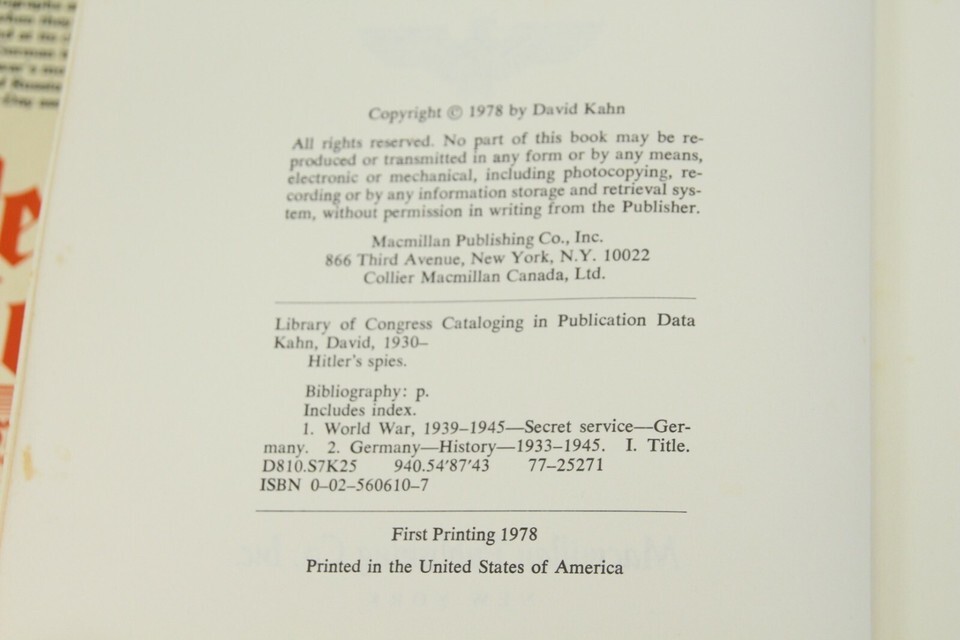 Copyright © 1978 by David Kahn
All rights reserved. No part of this book may be re-
produced or transmitted in any form or by any means,
electronic or mechanical, including photocopying, re-
cording or by any information storage and retrieval sys-
tem, without permission in writing from the Publisher.
Macmillan Publishing Co., Inc.
866 Third Avenue, New York, N.Y. 10022
Collier Macmillan Canada, Ltd.
Library of Congress Cataloging in Publication Data
Kahn, David, 1930–
Hitler's spies.
Bibliography: p.
Includes index.
1. World War, 1939–1945—Secret service—Ger-
many. 2. Germany—History—1933–1945. I. Title.
D810.S7K25 940.54'87'43 77–25271
ISBN 0–02–560610–7
First Printing 1978
Printed in the United States of America